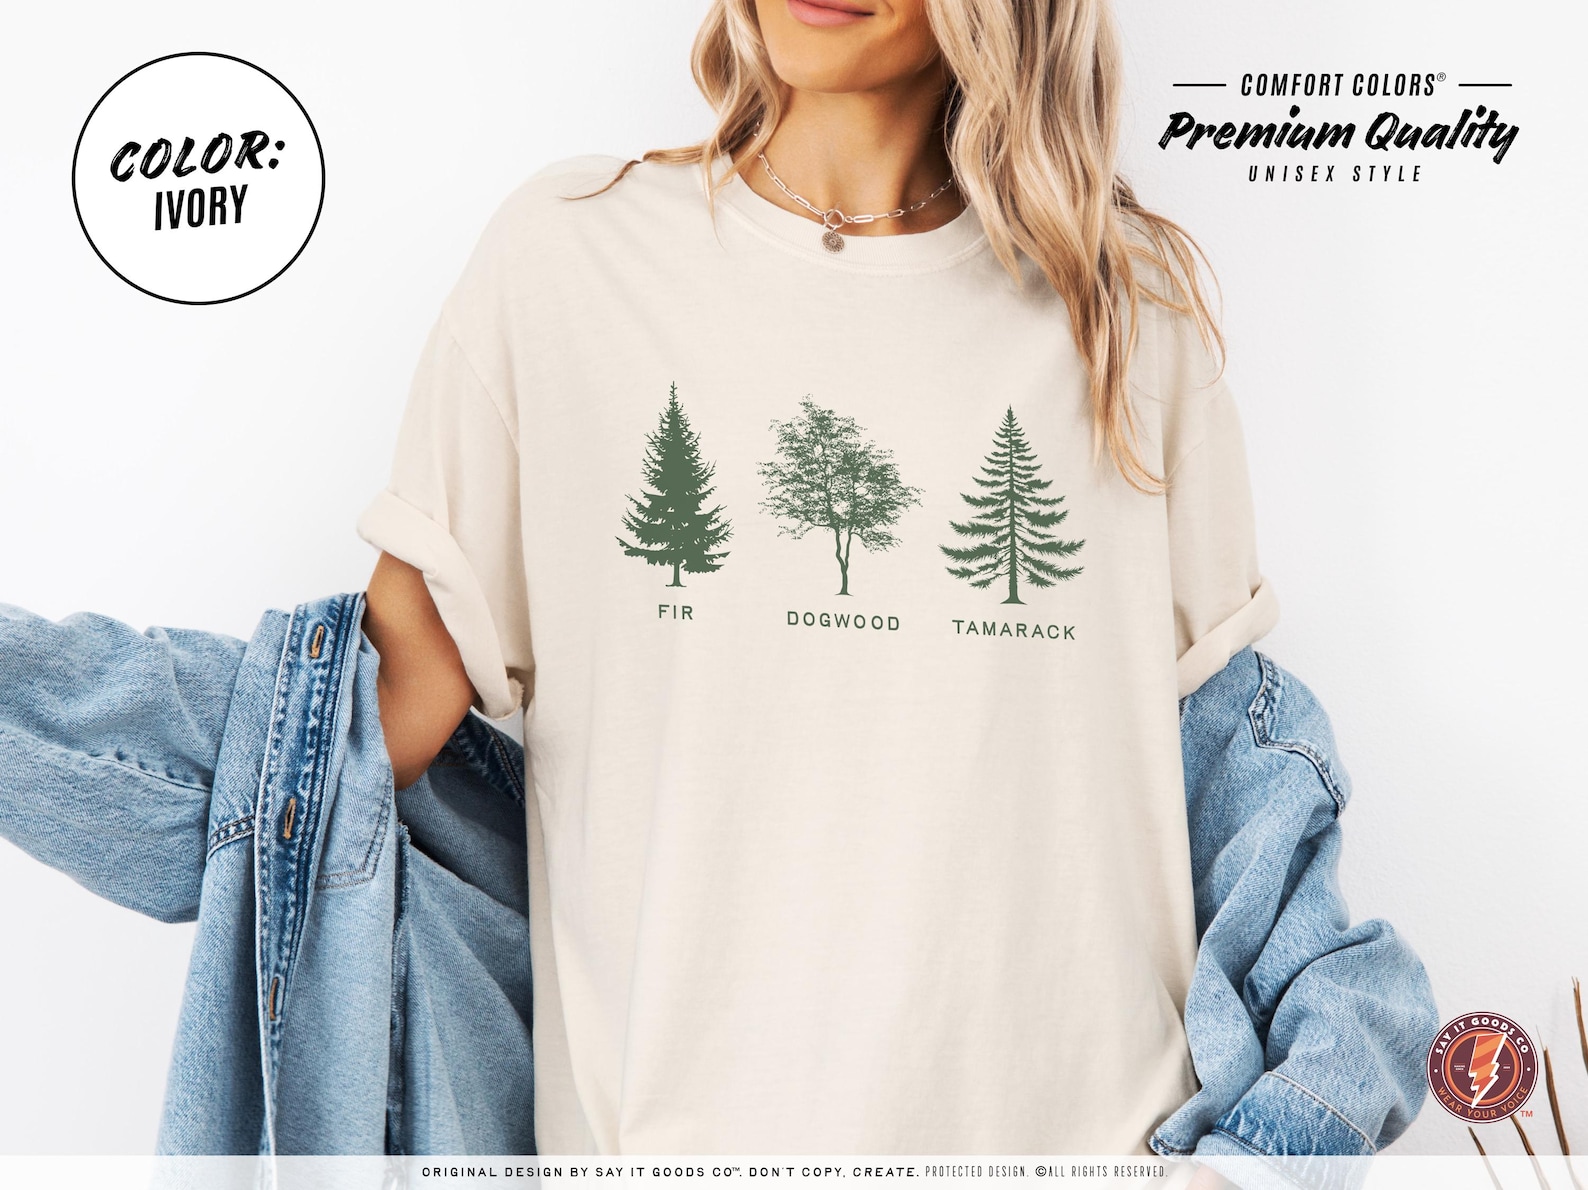 COLOR:
IVORY
COMFORT COLORS®
Premium Quality
UNISEX STYLE
FIR
DOGWOOD
TAMARACK
SAY IT GOODS CO
WEAR YOUR VOICE
TM
ORIGINAL DESIGN BY SAY IT GOODS CO™. DON'T COPY, CREATE. PROTECTED DESIGN. ©ALL RIGHTS RESERVED.